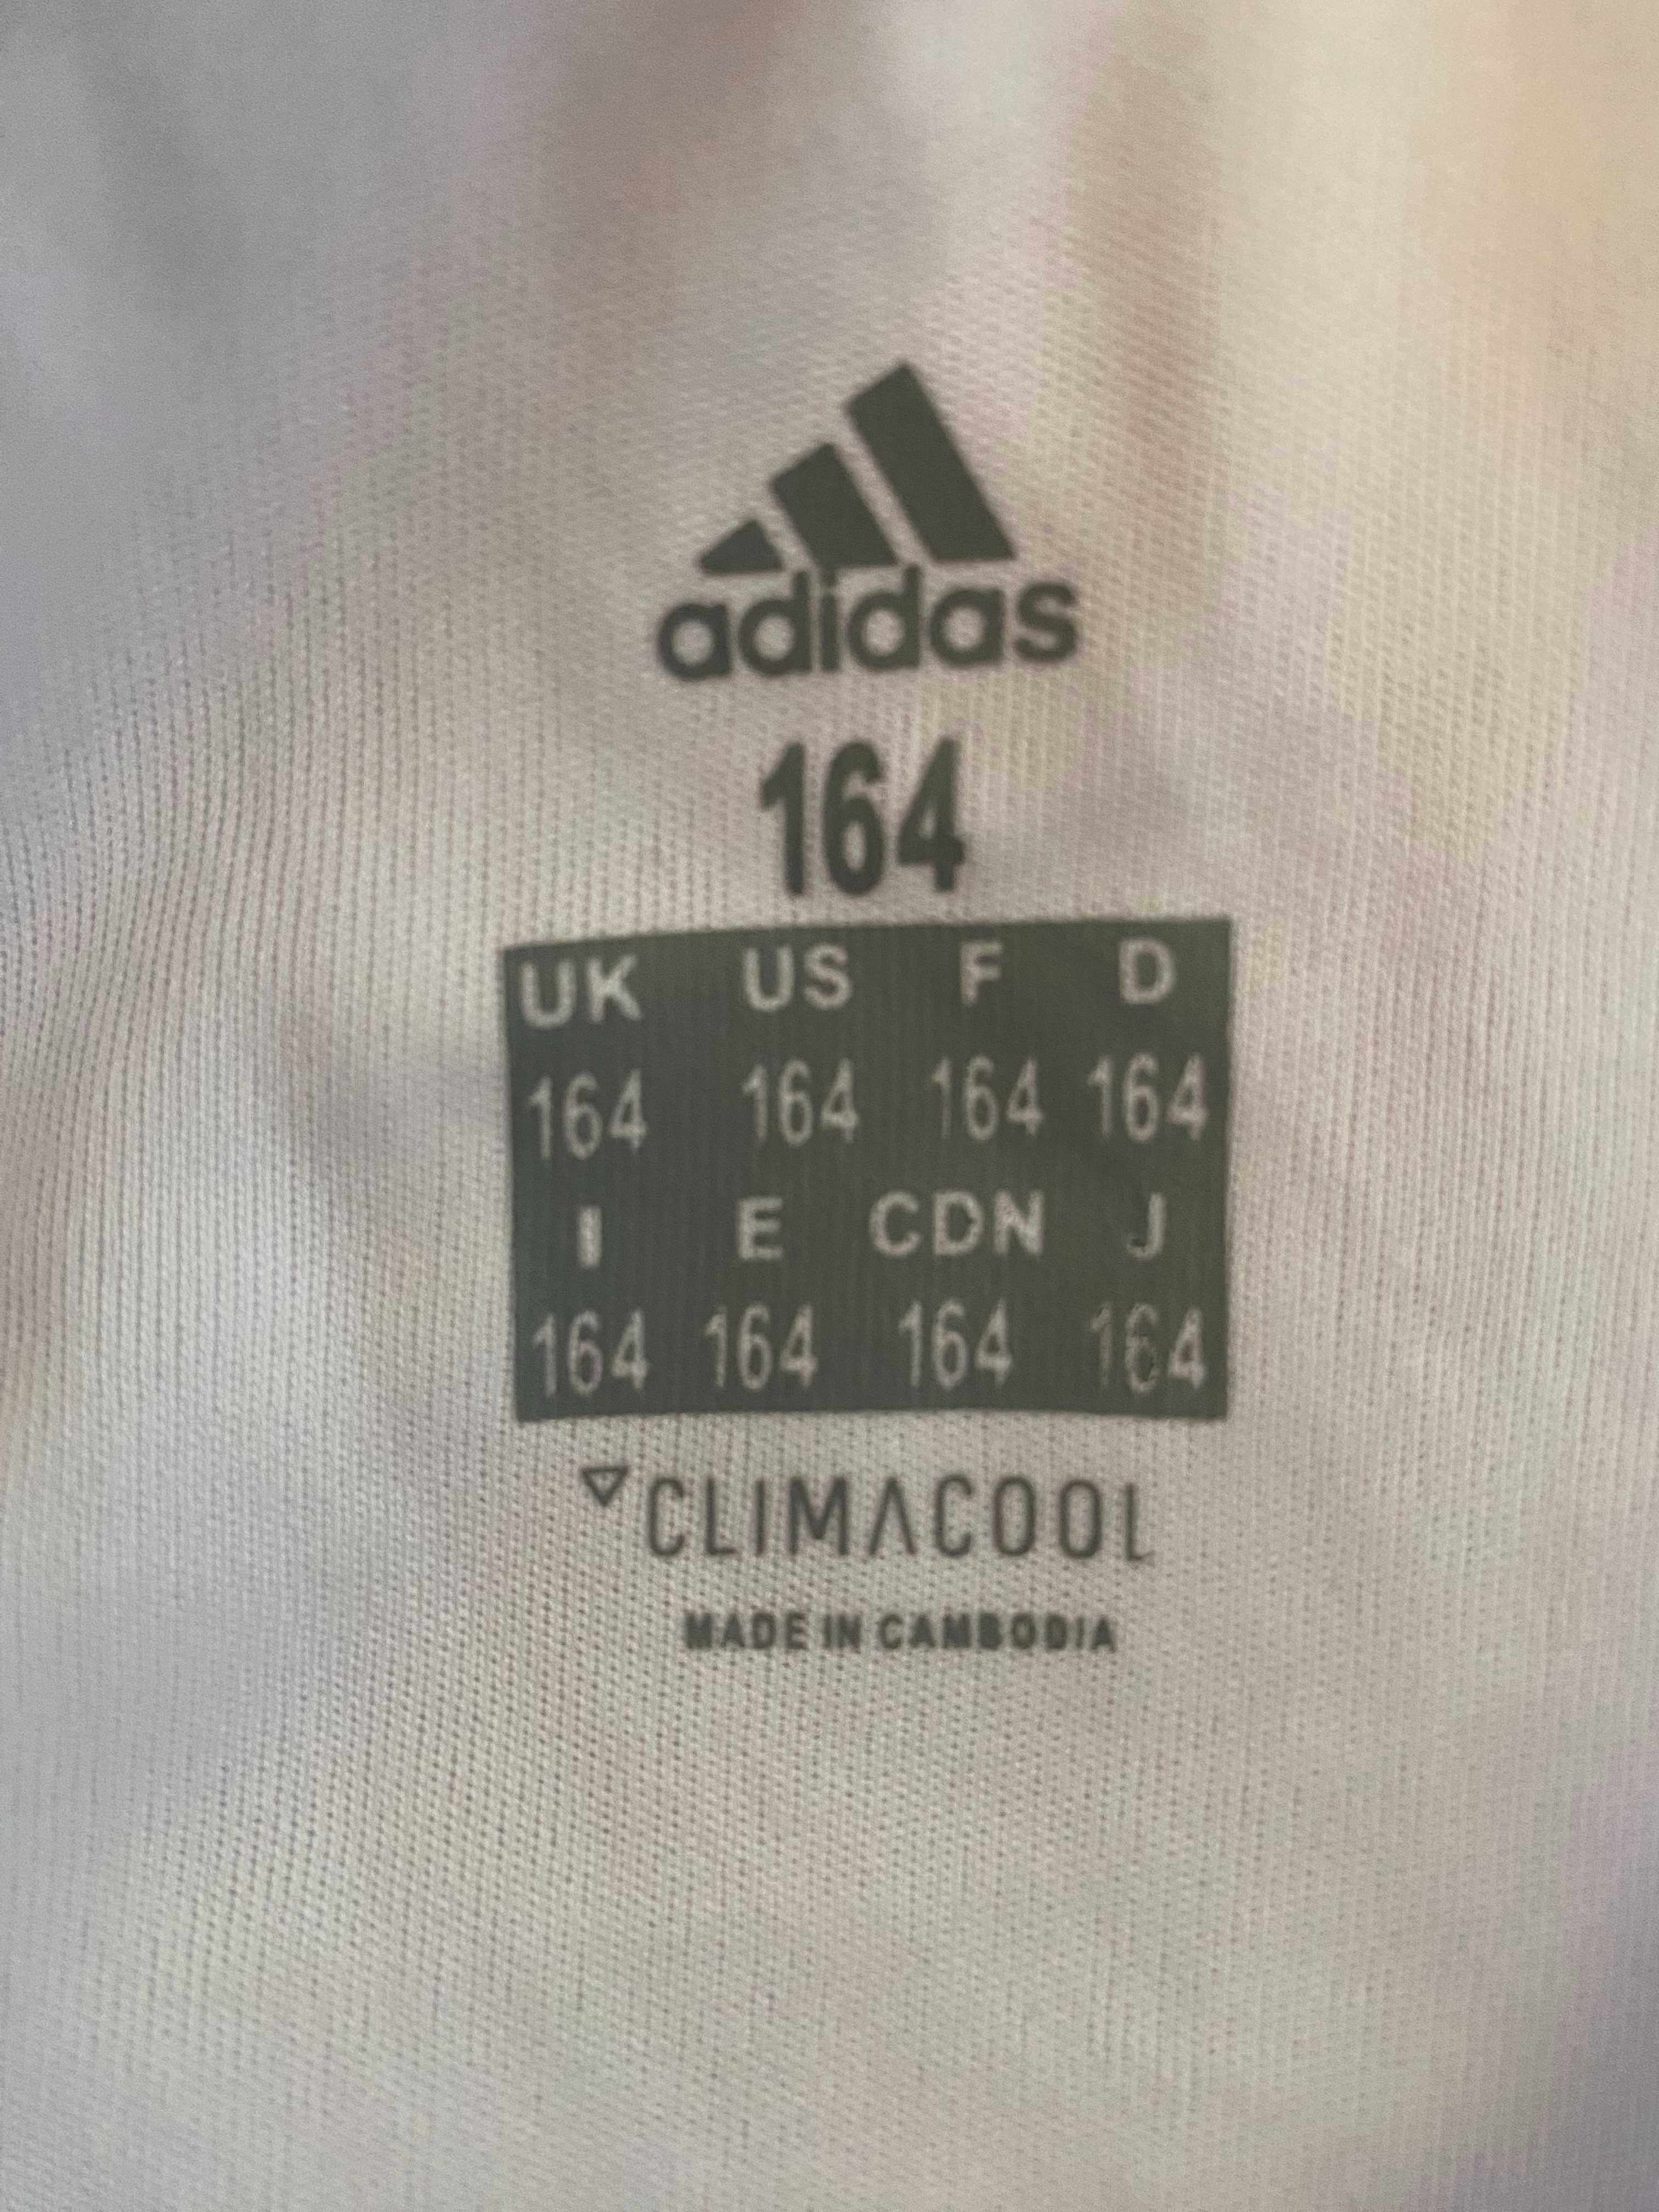 adidas
164
UK US F D
164 164 164 164
I E CDN J
164 164 164 164
CLIMACOOL
MADE IN CAMBODIA